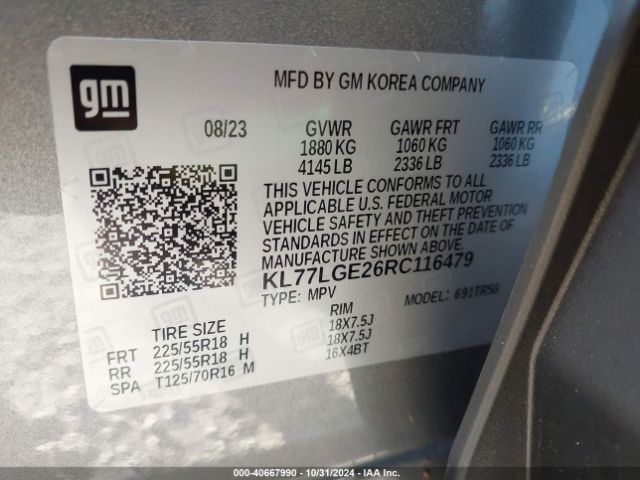 gm
MFD BY GM KOREA COMPANY
08/23 GVWR GAWR FRT GAWR RR
1880 KG 1060 KG 1060 KG
4145 LB 2336 LB 2336 LB
THIS VEHICLE CONFORMS TO ALL
APPLICABLE U.S. FEDERAL MOTOR
VEHICLE SAFETY AND THEFT PREVENTION
STANDARDS IN EFFECT ON THE DATE OF
MANUFACTURE SHOWN ABOVE.
KL77LGE26RC116479
TYPE: MPV MODEL: 691TR58
TIRE SIZE RIM
FRT 225/55R18 H 18X7.5J
RR 225/55R18 H 18X7.5J
SPA T125/70R16 M 16X4BT
000-40667990 - 10/31/2024 - IAA Inc.